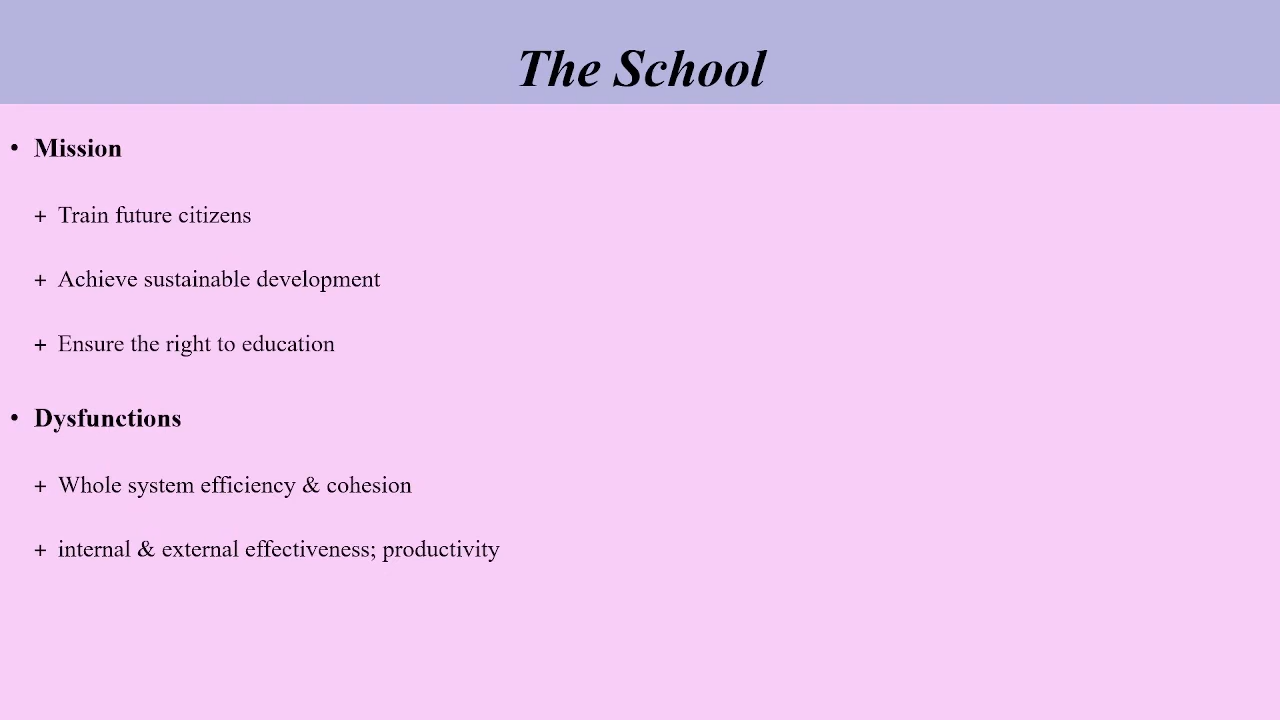 The School
• Mission
+ Train future citizens
+ Achieve sustainable development
+ Ensure the right to education
• Dysfunctions
+ Whole system efficiency & cohesion
+ internal & external effectiveness; productivity